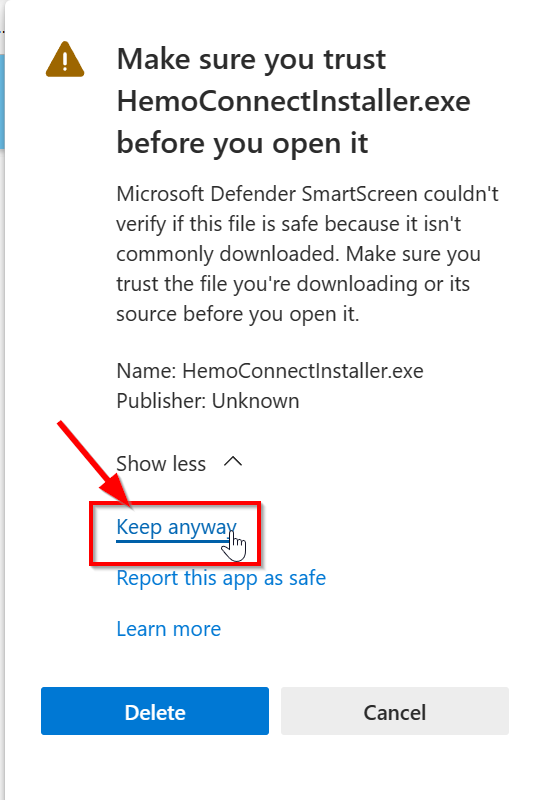 Make sure you trust
HemoConnectInstaller.exe
before you open it
Microsoft Defender SmartScreen couldn't
verify if this file is safe because it isn't
commonly downloaded. Make sure you
trust the file you're downloading or its
source before you open it.
Name: HemoConnectInstaller.exe
Publisher: Unknown
Show less
Keep anyway
Report this app as safe
Learn more
Delete
Cancel